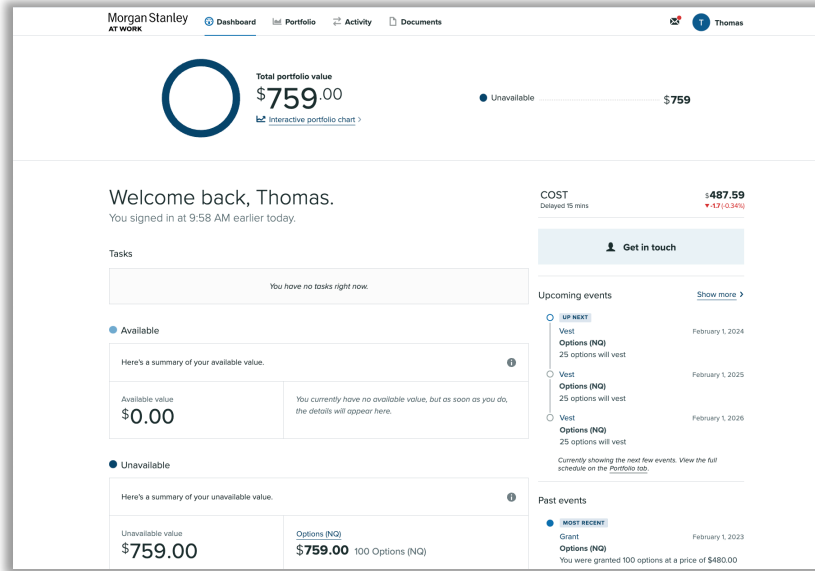 Morgan Stanley
AT WORK
Dashboard
Portfolio
Activity
Documents
T
Thomas
Total portfolio value
$759.00
Interactive portfolio chart >
Unavailable
$759
Welcome back, Thomas.
You signed in at 9:58 AM earlier today.
Tasks
You have no tasks right now.
Available
Here's a summary of your available value.
Available value
$0.00
You currently have no available value, but as soon as you do,
the details will appear here.
Unavailable
Here's a summary of your unavailable value.
Unavailable value
$759.00
Options (NQ)
$759.00 100 Options (NQ)
COST
$487.59
Delayed 15 mins
▼-1.7 (-0.34%)
Get in touch
Upcoming events
Show more >
UP NEXT
Vest
February 1, 2024
Options (NQ)
25 options will vest
Vest
February 1, 2025
Options (NQ)
25 options will vest
Vest
February 1, 2026
Options (NQ)
25 options will vest
Currently showing the next few events. View the full
schedule on the Portfolio tab.
Past events
MOST RECENT
Grant
February 1, 2023
Options (NQ)
You were granted 100 options at a price of $480.00